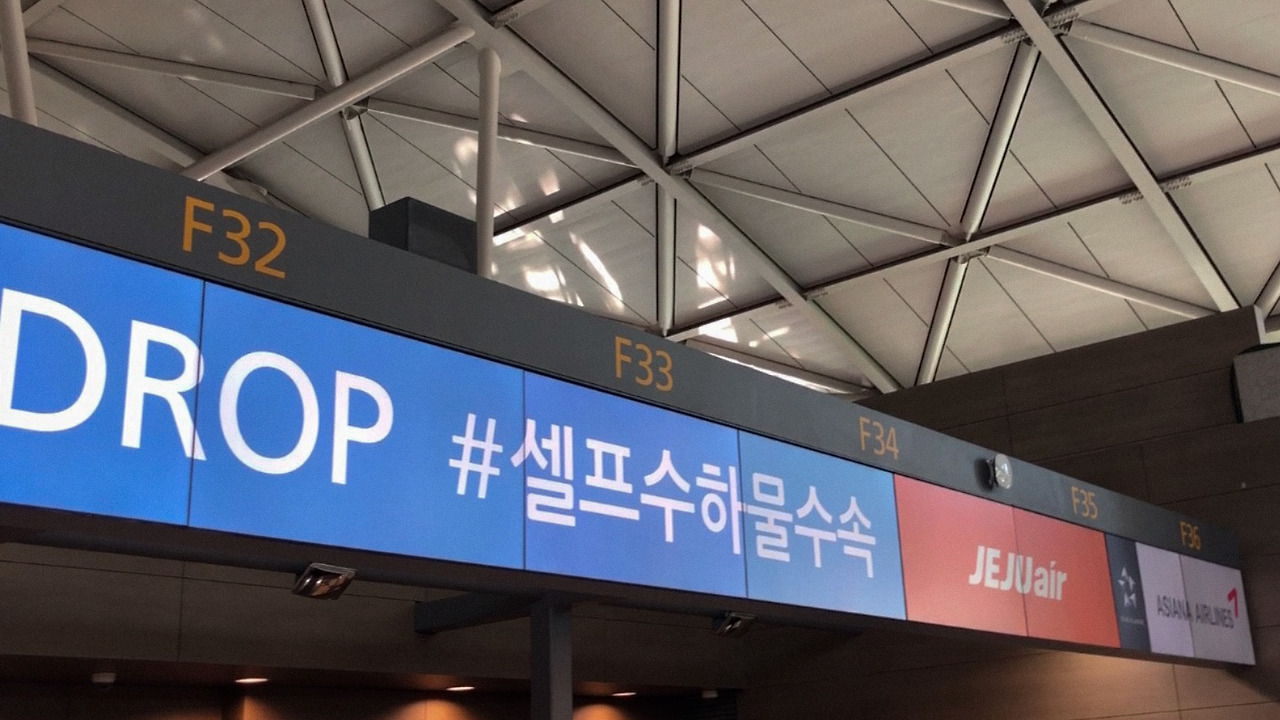 F32
F33
F34
F35
F36
DROP #셀프수하물수속
JEJUair
ASIANA AIRLINES